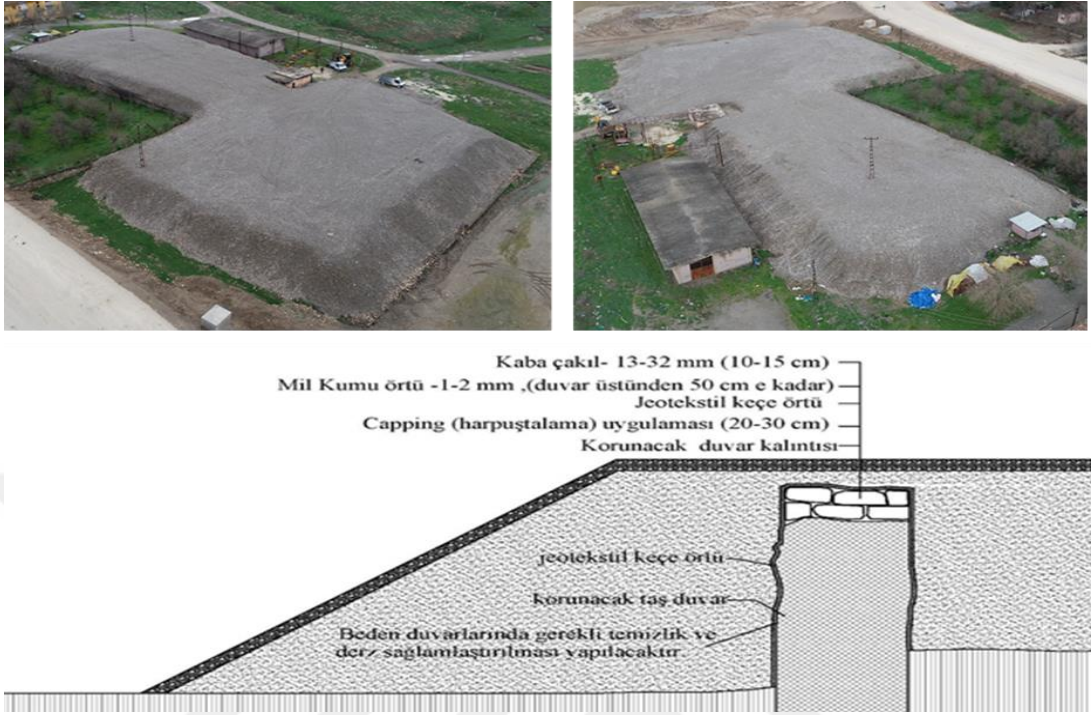 Kaba çakıl- 13-32 mm (10-15 cm)
Mil Kumu örtü -1-2 mm ,(duvar üstünden 50 cm e kadar)
Jeotekstil keçe örtü
Capping (harpuştalama) uygulaması (20-30 cm)
Korunacak duvar kalıntısı
jeotekstil keçe örtü
korunacak taş duvar
Beden duvarlarında gerekli temizlik ve
derz sağlamlaştırılması yapılacaktır.